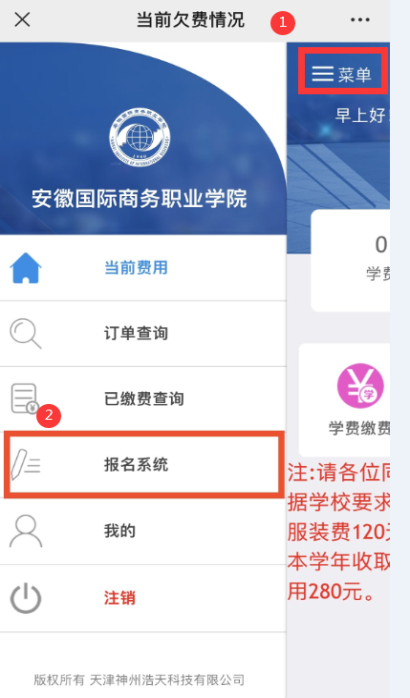 当前欠费情况
1
菜单
早上好
安徽国际商务职业学院
0
学费
当前费用
订单查询
已缴费查询
2
学费缴费
报名系统
注:请各位同
据学校要求
服装费120元
本学年收取
用280元。
我的
注销
版权所有 天津神州浩天科技有限公司